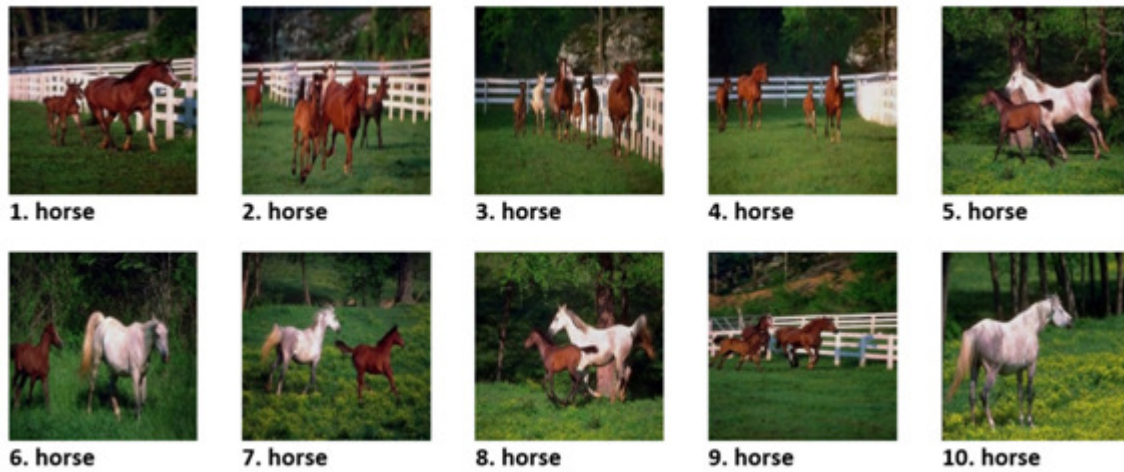 1. horse
2. horse
3. horse
4. horse
5. horse
6. horse
7. horse
8. horse
9. horse
10. horse